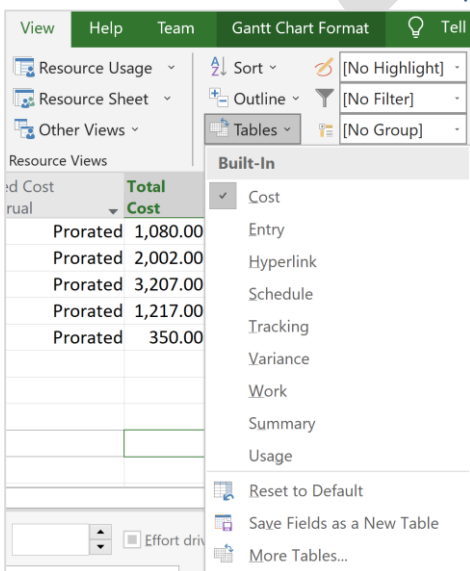 View Help Team Gantt Chart Format Tell
Resource Usage Sort [No Highlight]
Resource Sheet Outline [No Filter]
Other Views Tables [No Group]
Resource Views
Built-In
ed Cost Total
rual Cost
Prorated 1,080.00
Prorated 2,002.00
Prorated 3,207.00
Prorated 1,217.00
Prorated 350.00
Cost
Entry
Hyperlink
Schedule
Tracking
Variance
Work
Summary
Usage
Reset to Default
Save Fields as a New Table
More Tables...
Effort driv